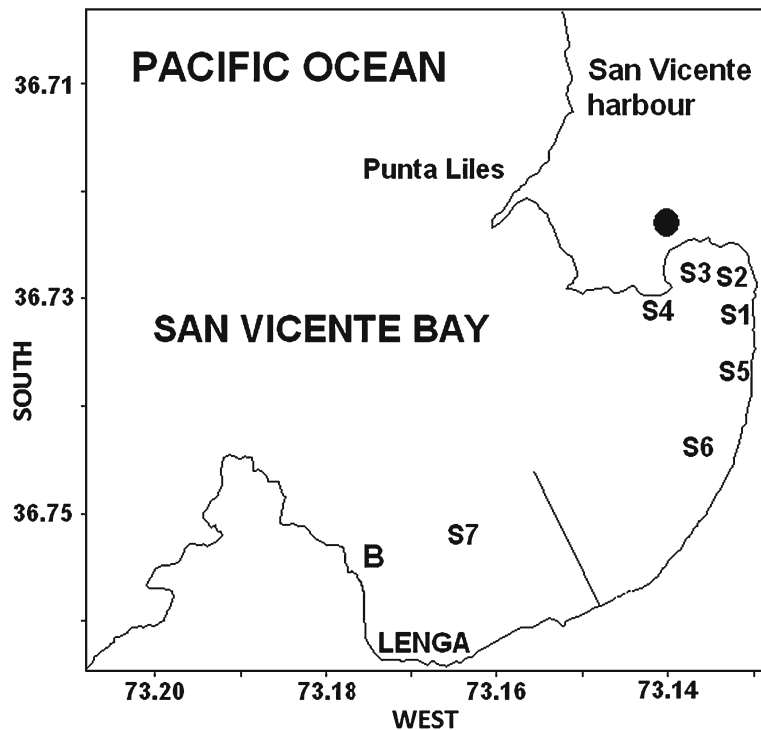 PACIFIC OCEAN
San Vicente
harbour
36.71
Punta Liles
S3
S2
36.73
S4
S1
SAN VICENTE BAY
SOUTH
S5
S6
36.75
S7
B
LENGA
73.20
73.18
73.16
73.14
WEST